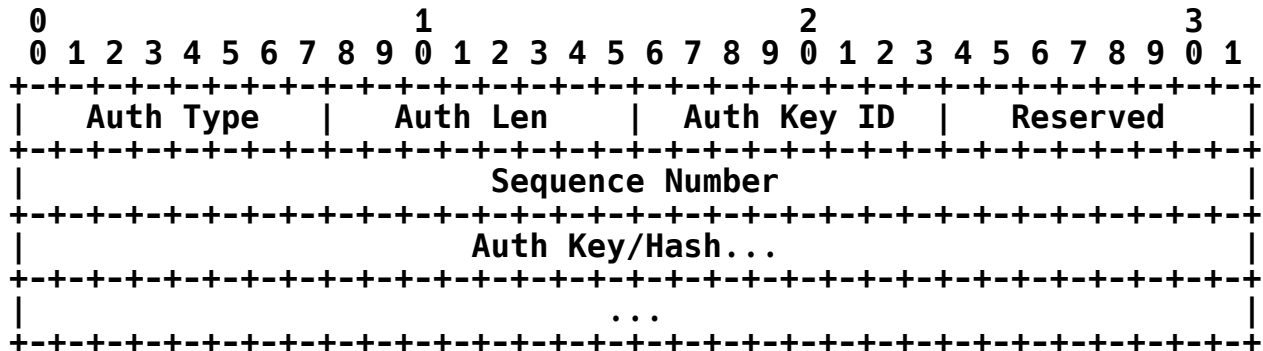 0                   1                   2                   3
 0 1 2 3 4 5 6 7 8 9 0 1 2 3 4 5 6 7 8 9 0 1 2 3 4 5 6 7 8 9 0 1
+-+-+-+-+-+-+-+-+-+-+-+-+-+-+-+-+-+-+-+-+-+-+-+-+-+-+-+-+-+-+-+-+
|   Auth Type   |   Auth Len    |  Auth Key ID  |   Reserved    |
+-+-+-+-+-+-+-+-+-+-+-+-+-+-+-+-+-+-+-+-+-+-+-+-+-+-+-+-+-+-+-+-+
|                        Sequence Number                        |
+-+-+-+-+-+-+-+-+-+-+-+-+-+-+-+-+-+-+-+-+-+-+-+-+-+-+-+-+-+-+-+-+
|                       Auth Key/Hash...                        |
+-+-+-+-+-+-+-+-+-+-+-+-+-+-+-+-+-+-+-+-+-+-+-+-+-+-+-+-+-+-+-+-+
|                              ...                              |
+-+-+-+-+-+-+-+-+-+-+-+-+-+-+-+-+-+-+-+-+-+-+-+-+-+-+-+-+-+-+-+-+